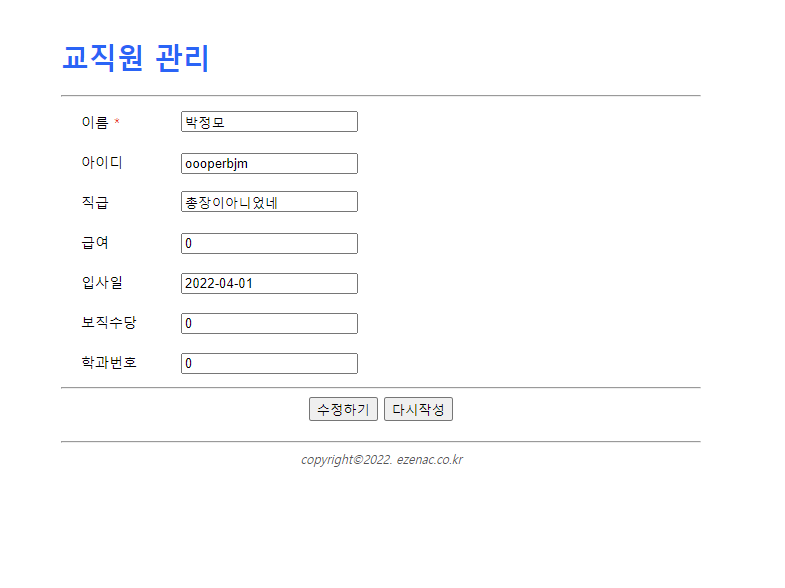 교직원 관리
이름 * 박정모
아이디 oooperbjm
직급 총장이아니었네
급여 0
입사일 2022-04-01
보직수당 0
학과번호 0
수정하기 다시작성
copyright©2022. ezenac.co.kr